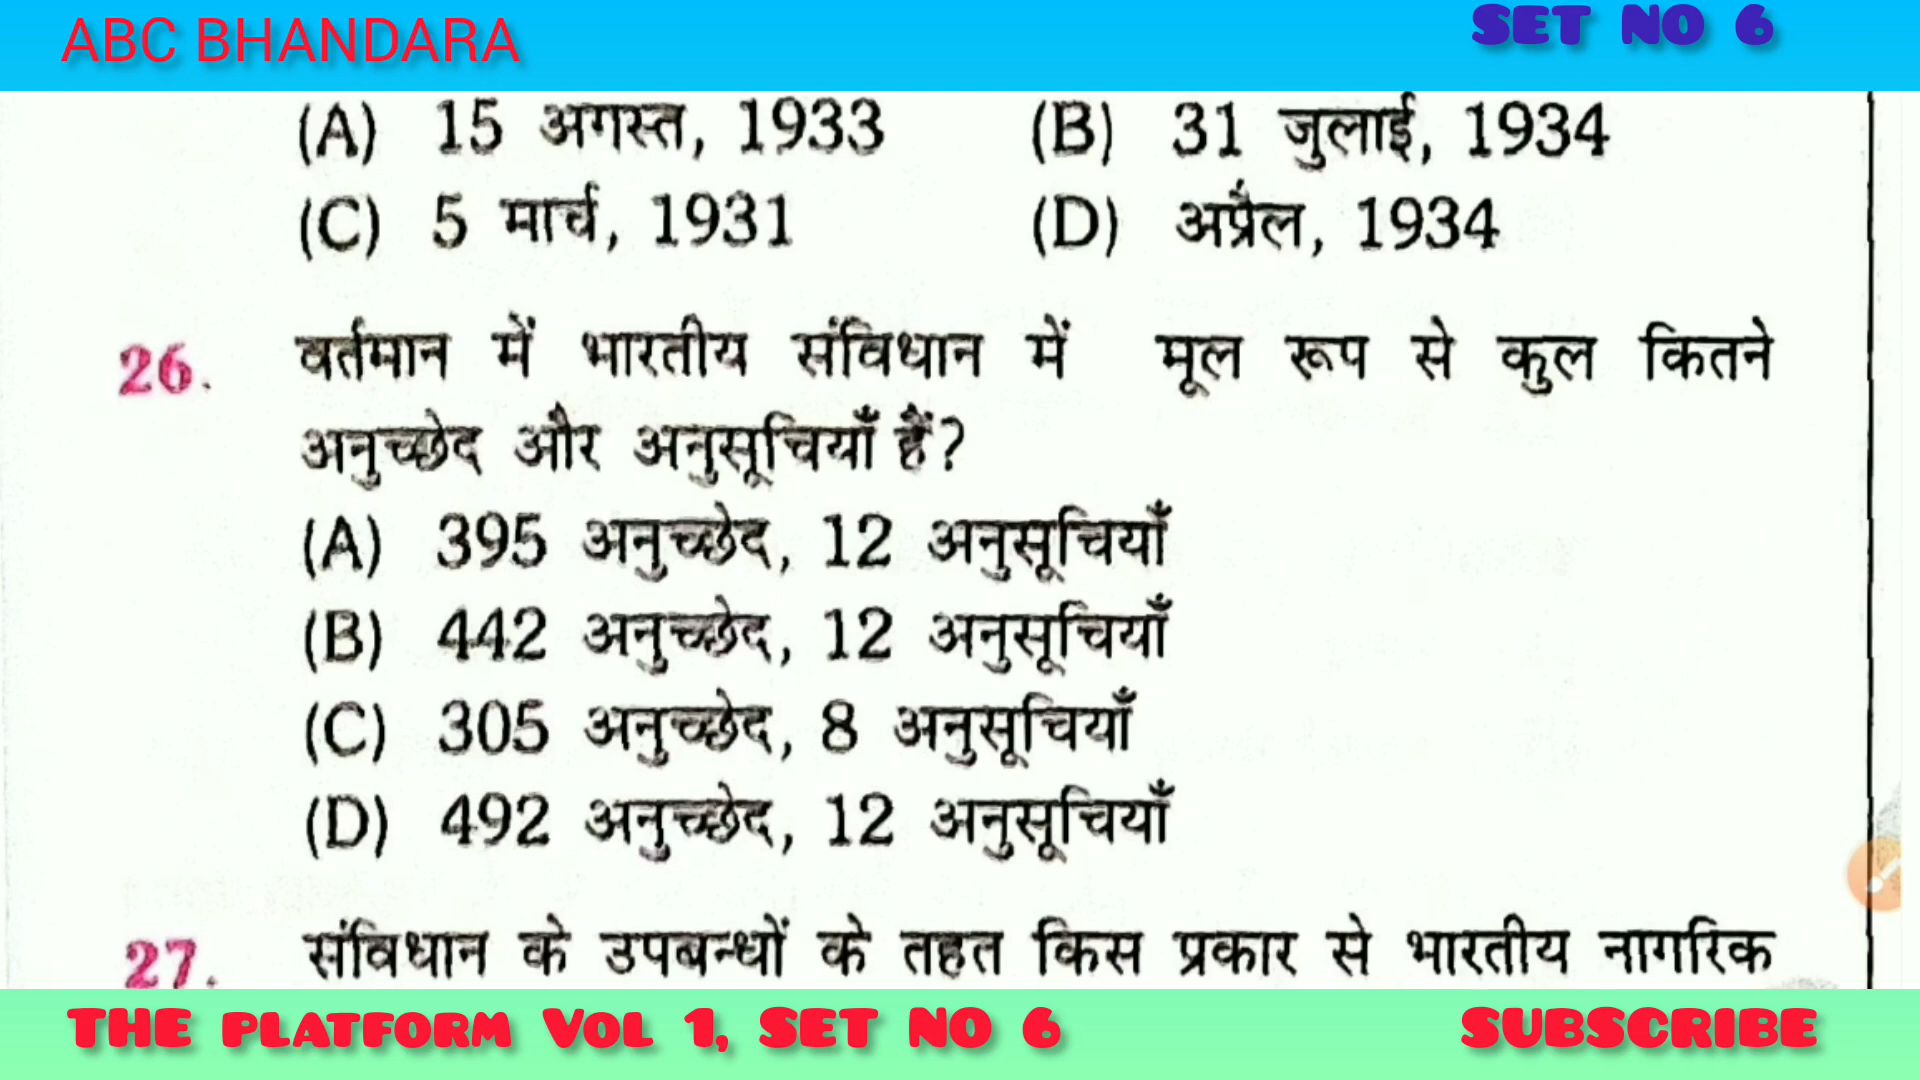 ABC BHANDARA
SET NO 6
(A) 15 अगस्त, 1933 (B) 31 जुलाई, 1934
(C) 5 मार्च, 1931 (D) अप्रैल, 1934
26. वर्तमान में भारतीय संविधान में मूल रूप से कुल कितने
अनुच्छेद और अनुसूचियाँ हैं?
(A) 395 अनुच्छेद, 12 अनुसूचियाँ
(B) 442 अनुच्छेद, 12 अनुसूचियाँ
(C) 305 अनुच्छेद, 8 अनुसूचियाँ
(D) 492 अनुच्छेद, 12 अनुसूचियाँ
27. संविधान के उपबन्धों के तहत किस प्रकार से भारतीय नागरिक
THE PLATFORM VOL 1, SET NO 6
SUBSCRIBE